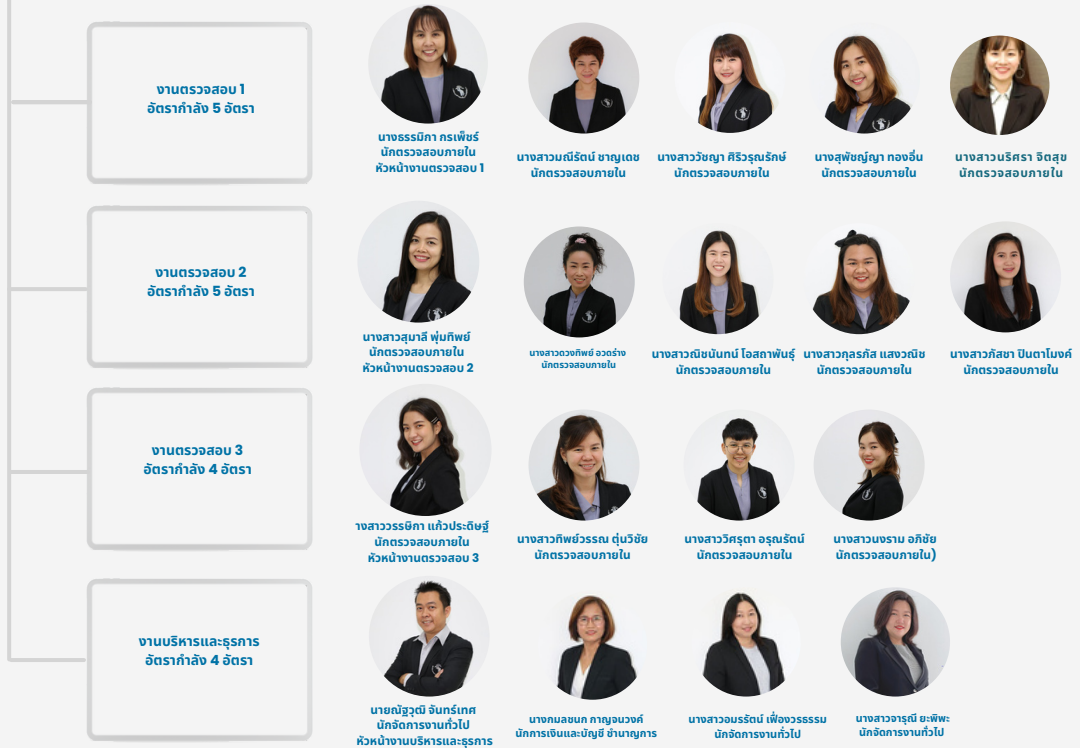 งานตรวจสอบ 1
อัตรากำลัง 5 อัตรา
นางธรรมิกา กรเพ็ชร์
นักตรวจสอบภายใน
หัวหน้างานตรวจสอบ 1
นางสาวมณีรัตน์ ชาญเดช
นักตรวจสอบภายใน
นางสาววัชญา ศิริวรุณรักษ์
นักตรวจสอบภายใน
นางสุพัชญ์ญา ทองอื่น
นักตรวจสอบภายใน
นางสาวนริศรา จิตสุข
นักตรวจสอบภายใน
งานตรวจสอบ 2
อัตรากำลัง 5 อัตรา
นางสาวสุมาลี พุ่มทิพย์
นักตรวจสอบภายใน
หัวหน้างานตรวจสอบ 2
นางสาวดวงทิพย์ อวดร่าง
นักตรวจสอบภายใน
นางสาวณิชนันทน์ โอสถาพันธุ์
นักตรวจสอบภายใน
นางสาวกุลรภัส แสงวณิช
นักตรวจสอบภายใน
นางสาวภัสชา ปินตาโมงค์
นักตรวจสอบภายใน
งานตรวจสอบ 3
อัตรากำลัง 4 อัตรา
างสาววรรษิกา แก้วประดิษฐ์
นักตรวจสอบภายใน
หัวหน้างานตรวจสอบ 3
นางสาวทิพย์วรรณ ตุ่นวิชัย
นักตรวจสอบภายใน
นางสาววิศรุตา อรุณรัตน์
นักตรวจสอบภายใน
นางสาวนงราม อภิชัย
นักตรวจสอบภายใน)
งานบริหารและธุรการ
อัตรากำลัง 4 อัตรา
นายณัฐวุฒิ จันทร์เทศ
นักจัดการงานทั่วไป
หัวหน้างานบริหารและธุรการ
นางกมลชนก กาญจนวงค์
นักการเงินและบัญชี ชำนาญการ
นางสาวอมรรัตน์ เฟื่องวรธรรม
นักจัดการงานทั่วไป
นางสาวจารุณี ยะพิพะ
นักจัดการงานทั่วไป